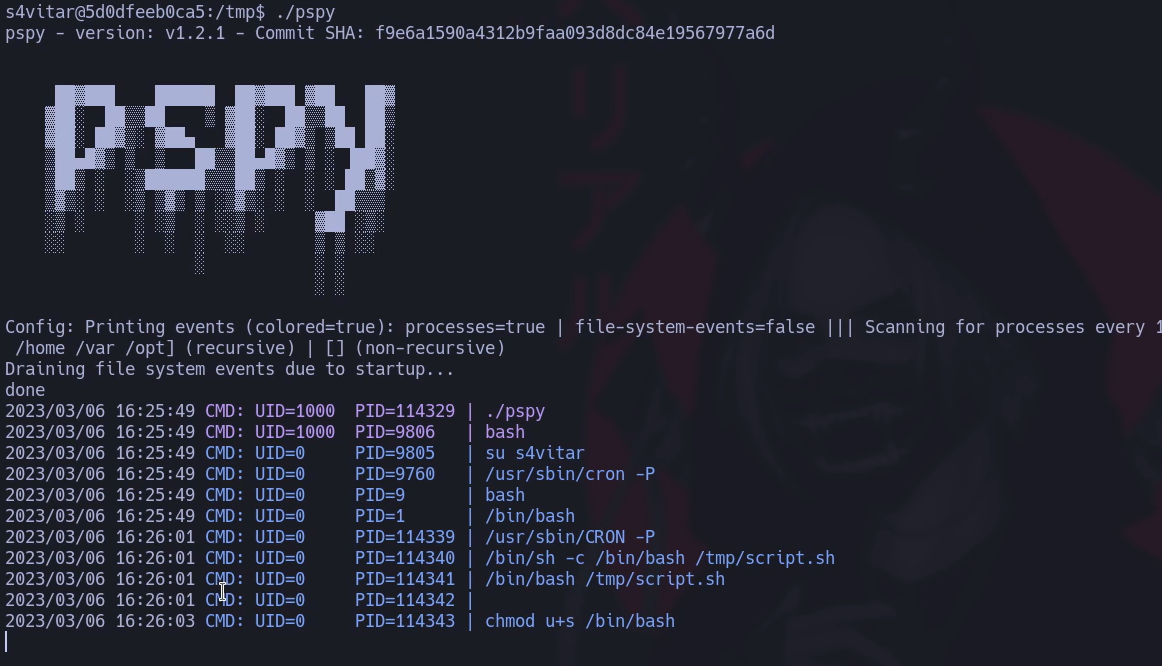 s4vitar@5d0dfeeb0ca5:/tmp$ ./pspy
pspy - version: v1.2.1 - Commit SHA: f9e6a1590a4312b9faa093d8dc84e19567977a6d
PSPY
Config: Printing events (colored=true): processes=true | file-system-events=false ||| Scanning for processes every 1
/home /var /opt] (recursive) | [] (non-recursive)
Draining file system events due to startup...
done
2023/03/06 16:25:49 CMD: UID=1000  PID=114329 | ./pspy
2023/03/06 16:25:49 CMD: UID=1000  PID=9806   | bash
2023/03/06 16:25:49 CMD: UID=0     PID=9805   | su s4vitar
2023/03/06 16:25:49 CMD: UID=0     PID=9760   | /usr/sbin/cron -P
2023/03/06 16:25:49 CMD: UID=0     PID=9      | bash
2023/03/06 16:25:49 CMD: UID=0     PID=1      | /bin/bash
2023/03/06 16:26:01 CMD: UID=0     PID=114339 | /usr/sbin/CRON -P
2023/03/06 16:26:01 CMD: UID=0     PID=114340 | /bin/sh -c /bin/bash /tmp/script.sh
2023/03/06 16:26:01 CMD: UID=0     PID=114341 | /bin/bash /tmp/script.sh
2023/03/06 16:26:01 CMD: UID=0     PID=114342 |
2023/03/06 16:26:03 CMD: UID=0     PID=114343 | chmod u+s /bin/bash